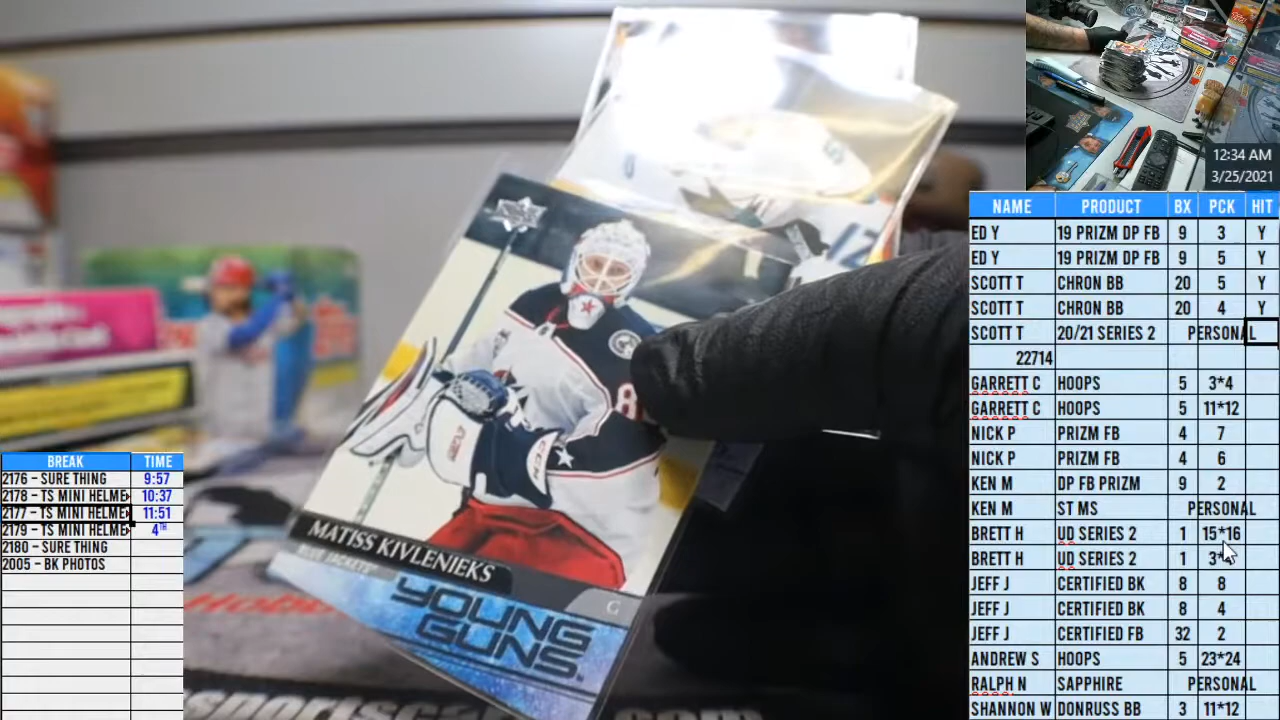 12:34 AM
3/25/2021
NAME PRODUCT BX PCK HIT
ED Y 19 PRIZM DP FB 9 3 Y
ED Y 19 PRIZM DP FB 9 5 Y
SCOTT T CHRON BB 20 5 Y
SCOTT T CHRON BB 20 4 Y
SCOTT T 20/21 SERIES 2 PERSONAL
22714
GARRETT C HOOPS 5 3*4
GARRETT C HOOPS 5 11*12
NICK P PRIZM FB 4 7
NICK P PRIZM FB 4 6
KEN M DP FB PRIZM 9 2
KEN M ST MS PERSONAL
BRETT H UD SERIES 2 1 15*16
BRETT H UD SERIES 2 1
JEFF J CERTIFIED BK 8 8
JEFF J CERTIFIED BK 8 4
JEFF J CERTIFIED FB 32 2
ANDREW S HOOPS 5 23*24
RALPH N SAPPHIRE PERSONAL
SHANNON W DONRUSS BB 3 11*12
BREAK TIME
2176 - SURE THING 9:57
2178 - TS MINI HELME 10:37
2177 - TS MINI HELME 11:51
2179 - TS MINI HELME 4TH
2180 - SURE THING
2005 - BK PHOTOS
MATISS KIVLENIEKS
BLUE JACKETS
G
YOUNG
GUNS